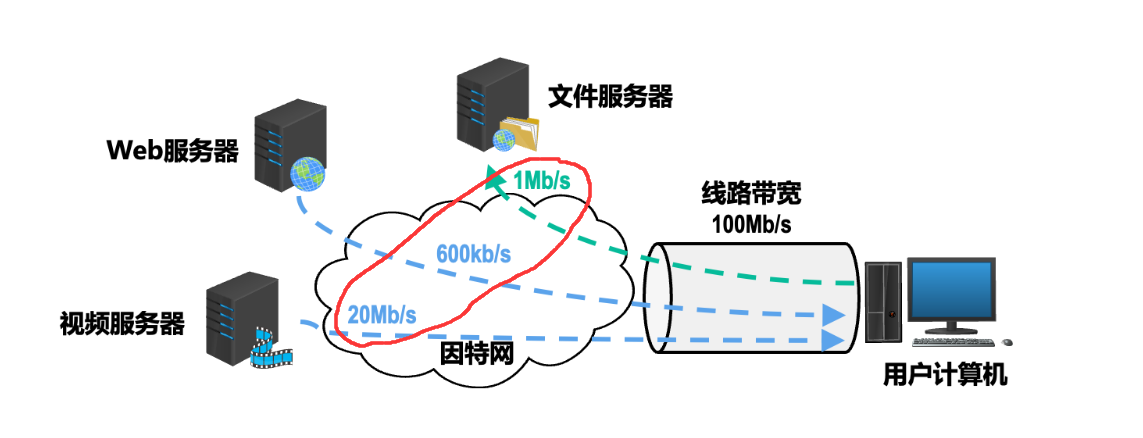 文件服务器
Web服务器
1Mb/s
线路带宽
100Mb/s
600kb/s
20Mb/s
视频服务器
因特网
用户计算机